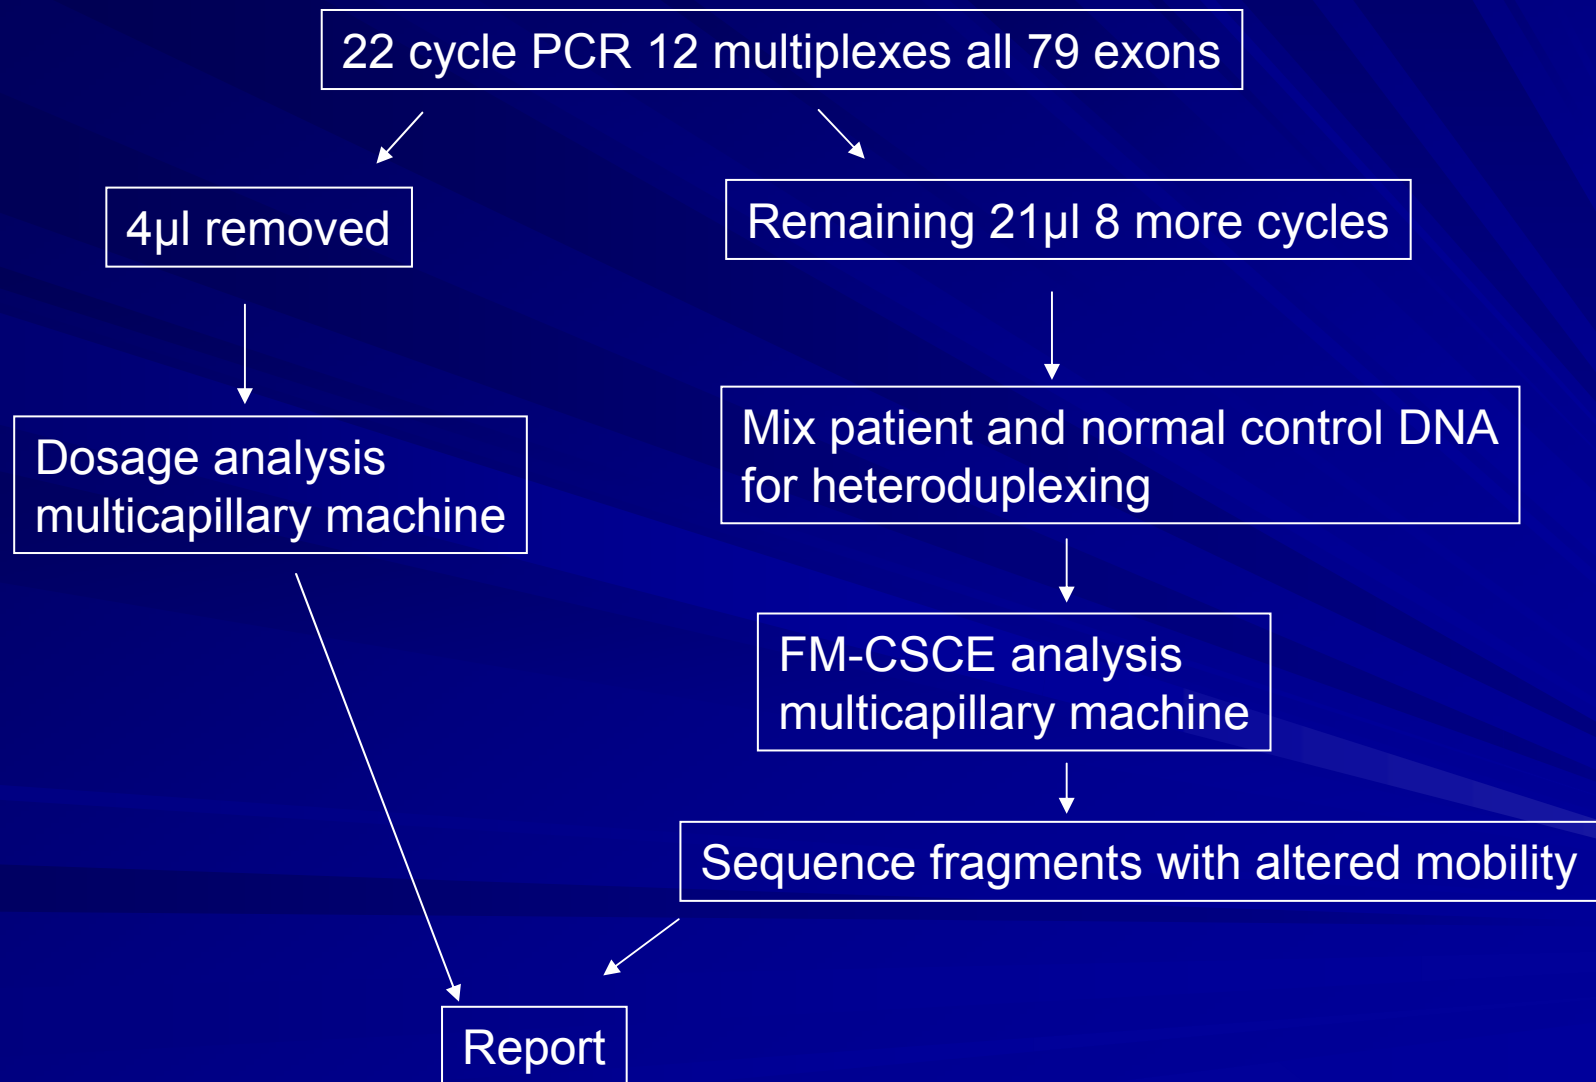 22 cycle PCR 12 multiplexes all 79 exons
4µl removed
Remaining 21µl 8 more cycles
Dosage analysis
multicapillary machine
Mix patient and normal control DNA
for heteroduplexing
FM-CSCE analysis
multicapillary machine
Sequence fragments with altered mobility
Report